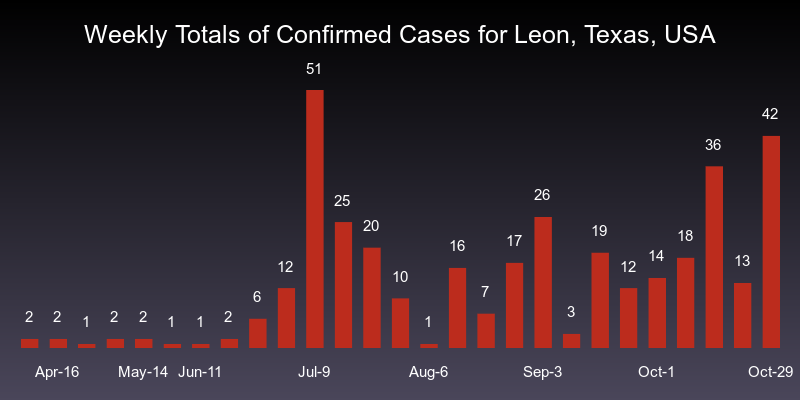 Weekly Totals of Confirmed Cases for Leon, Texas, USA
2 2 1 2 2 1 1 2 6 12 51 25 20 10 1 16 7 17 26 3 19 12 14 18 36 13 42
Apr-16 May-14 Jun-11 Jul-9 Aug-6 Sep-3 Oct-1 Oct-29